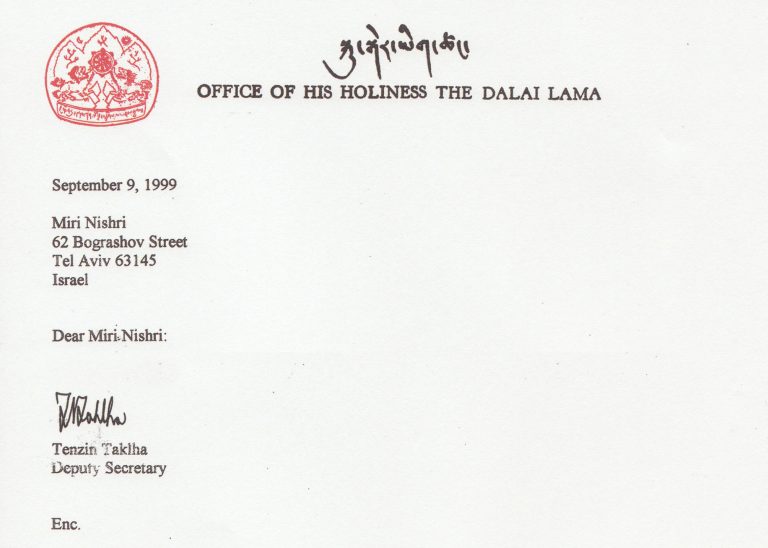 སྐུ་སྒེར་ཡིག་ཚང་།
OFFICE OF HIS HOLINESS THE DALAI LAMA
September 9, 1999
Miri Nishri
62 Bograshov Street
Tel Aviv 63145
Israel
Dear Miri Nishri:
Tenzin Taklha
Deputy Secretary
Enc.